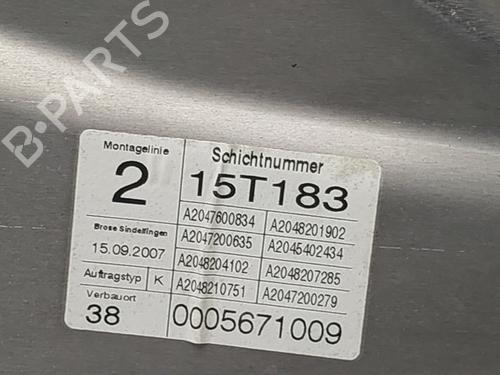 B-PARTS
Montagelinie
2
Schichtnummer
15T183
A2047600834 A2048201902
Brose Sindelfingen
A2047200635 A2045402434
15.09.2007
A2048204102 A2048207285
Auftragstyp K
A2048210751 A2047200279
Verbauort
38
0005671009